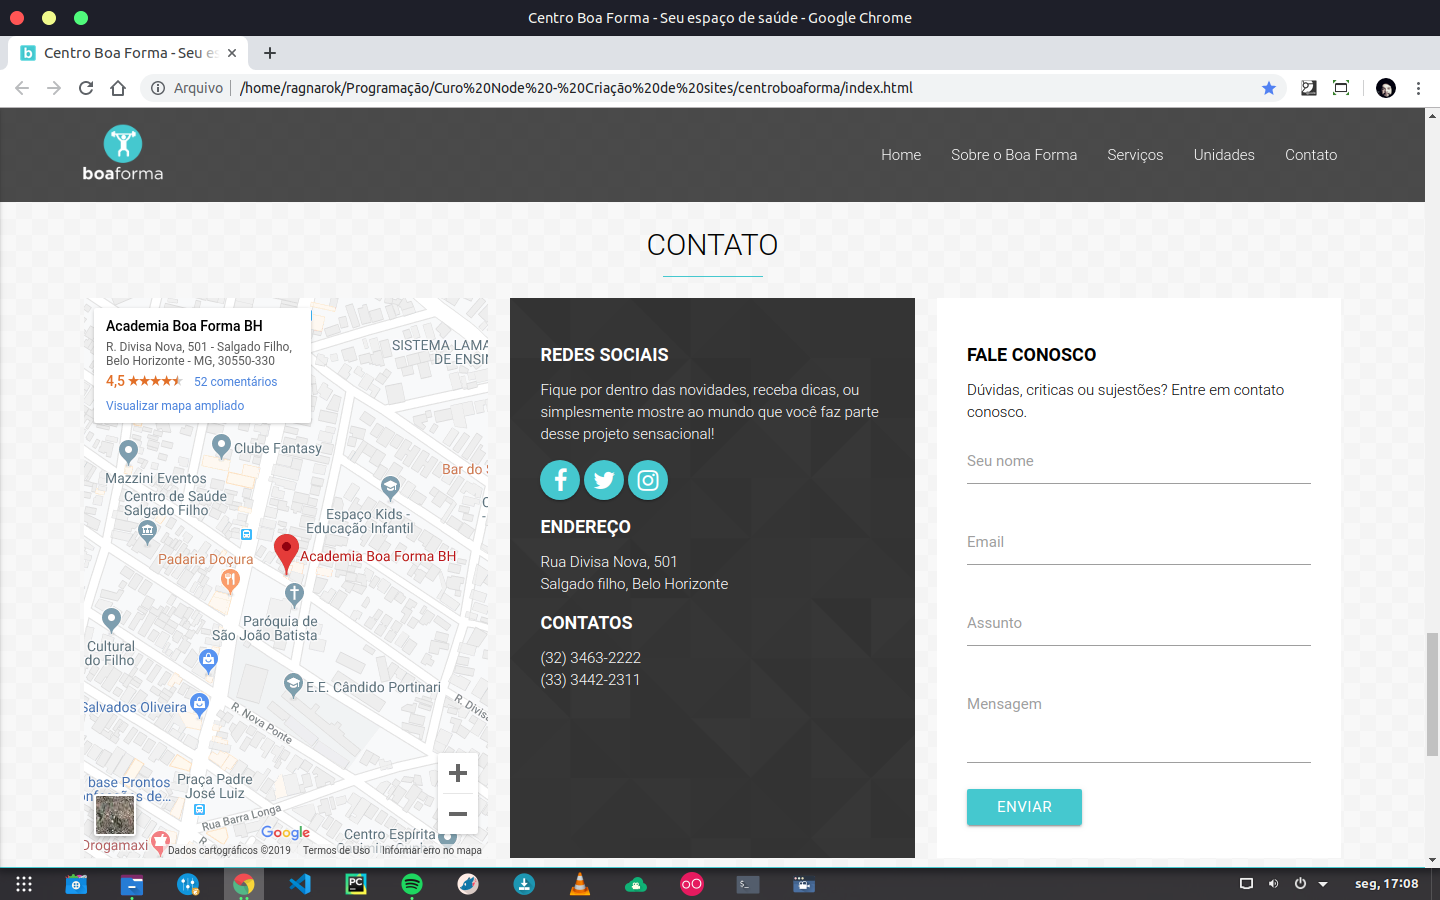 Centro Boa Forma - Seu espaço de saúde - Google Chrome
Centro Boa Forma - Seu es
Arquivo
/home/ragnarok/Programação/Curo%20Node%20-%20Criação%20de%20sites/centroboaforma/index.html
boaforma
Home
Sobre o Boa Forma
Serviços
Unidades
Contato
CONTATO
Academia Boa Forma BH
R. Divisa Nova, 501 - Salgado Filho,
Belo Horizonte - MG, 30550-330
4,5
52 comentários
Visualizar mapa ampliado
SISTEMA LAMA
DE ENSIN
Clube Fantasy
Mazzini Eventos
Bar do
Centro de Saúde
Salgado Filho
Espaço Kids -
Educação Infantil
Padaria Doçura
Academia Boa Forma BH
Paróquia de
São João Batista
Cultural
do Filho
E.E. Cândido Portinari
Salvados Oliveira
R. Nova Ponte
R. Divisa
base Prontos
Praça Padre
José Luiz
Rua Barra Longa
Google
Centro Espírita
Drogamaxi
Dados cartográficos ©2019
Termos de Uso
Informar erro no mapa
REDES SOCIAIS
Fique por dentro das novidades, receba dicas, ou
simplesmente mostre ao mundo que você faz parte
desse projeto sensacional!
ENDEREÇO
Rua Divisa Nova, 501
Salgado filho, Belo Horizonte
CONTATOS
(32) 3463-2222
(33) 3442-2311
FALE CONOSCO
Dúvidas, criticas ou sujestões? Entre em contato
conosco.
Seu nome
Email
Assunto
Mensagem
ENVIAR
seg, 17:08